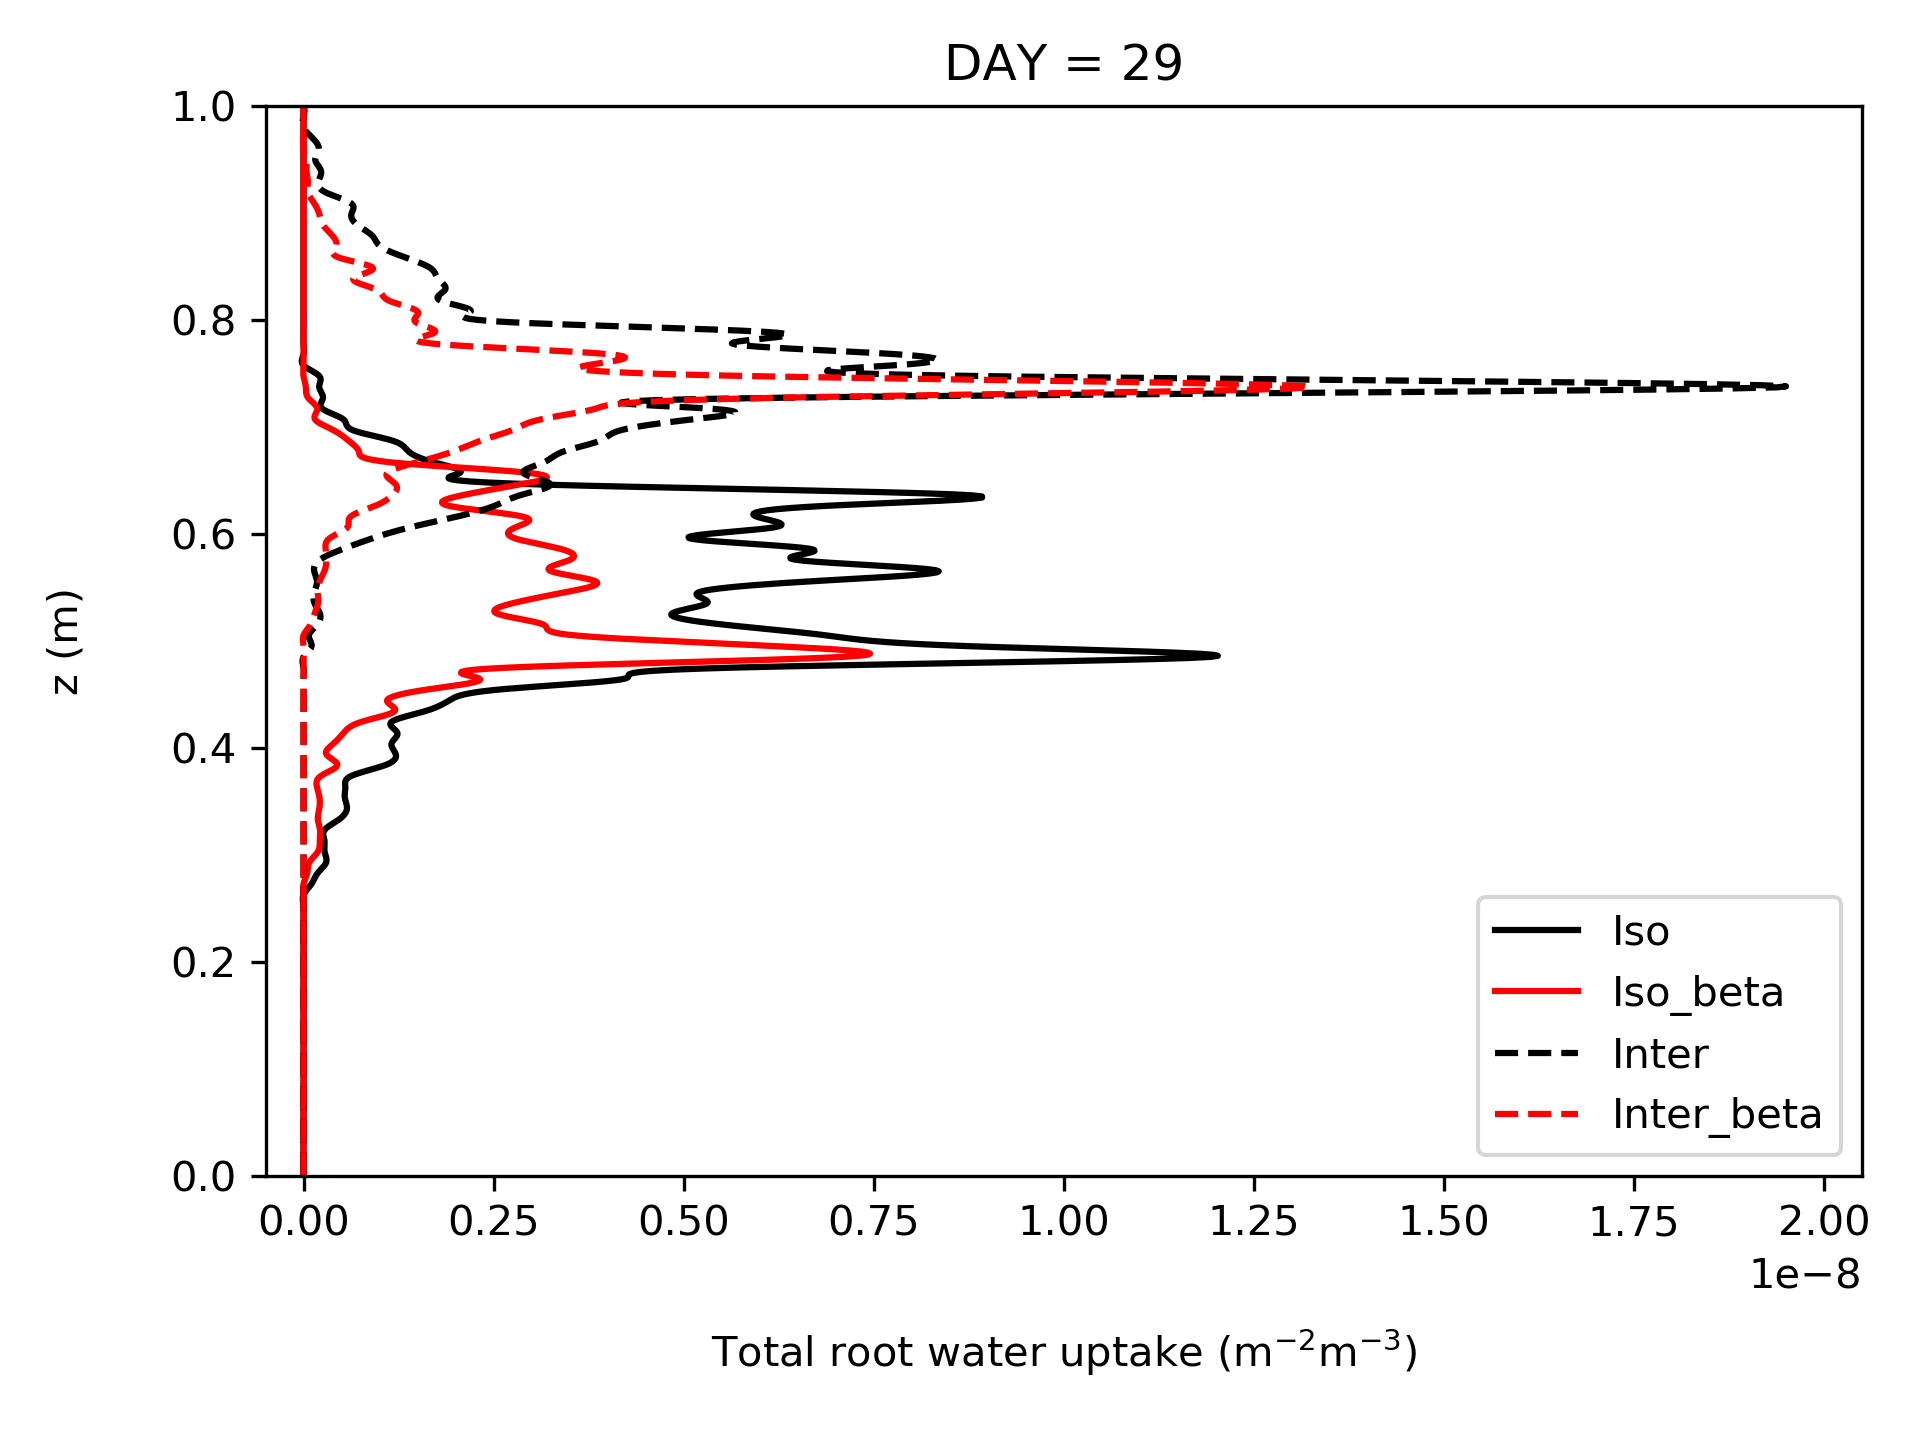 DAY = 29
1.0
0.8
0.6
0.4
0.2
0.0
z (m)
0.00 0.25 0.50 0.75 1.00 1.25 1.50 1.75 2.00
1e−8
Total root water uptake (m⁻²m⁻³)
Iso
Iso_beta
Inter
Inter_beta